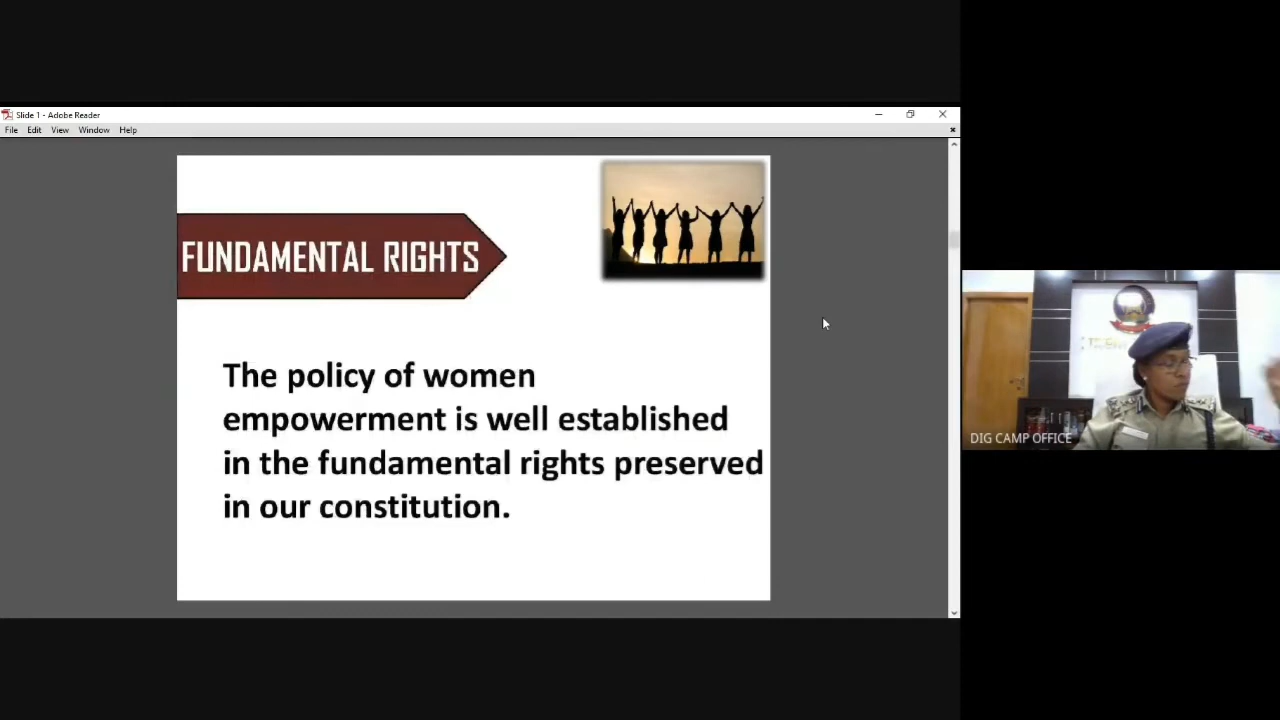 Slide 1 - Adobe Reader
File Edit View Window Help
FUNDAMENTAL RIGHTS
The policy of women
empowerment is well established
in the fundamental rights preserved
in our constitution.
DIG CAMP OFFICE